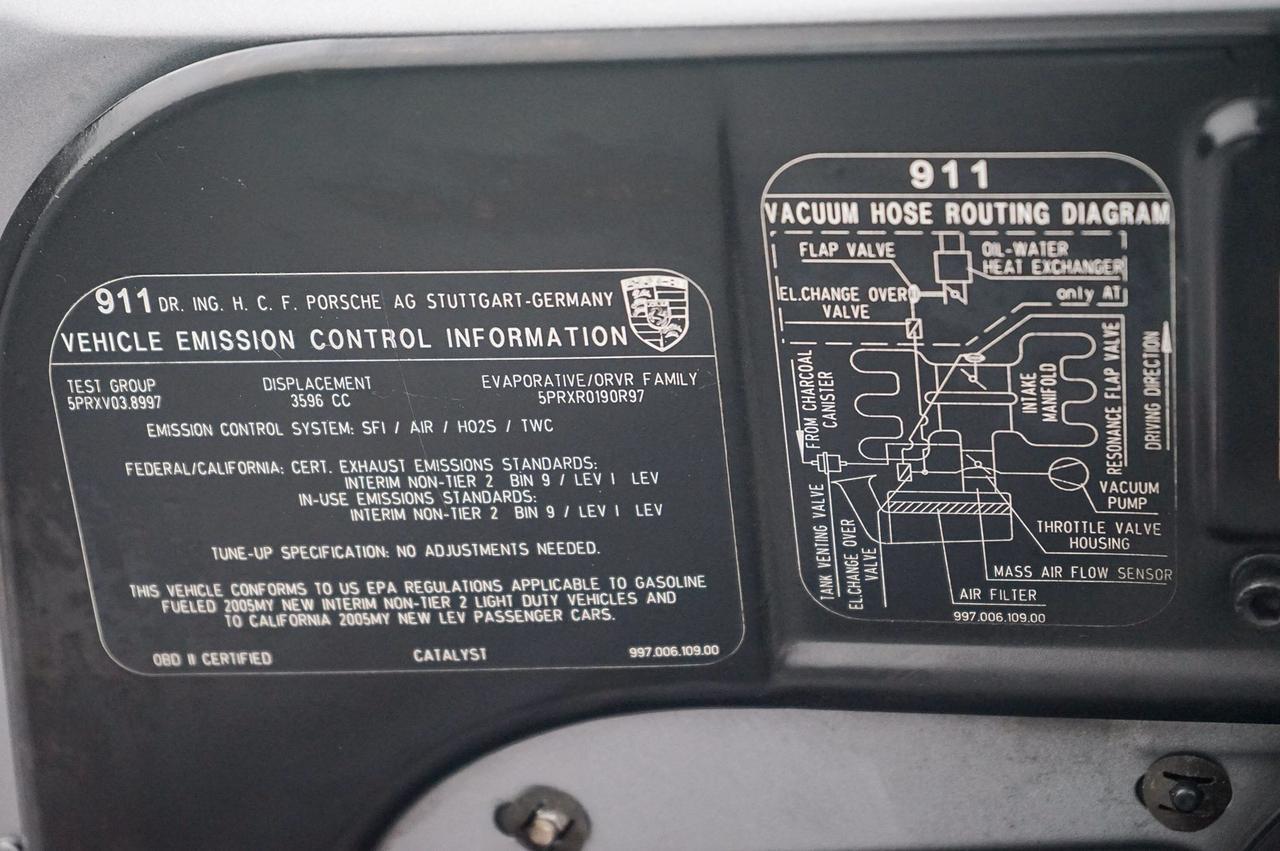 911 DR. ING. H. C. F. PORSCHE AG STUTTGART-GERMANY
VEHICLE EMISSION CONTROL INFORMATION
TEST GROUP DISPLACEMENT EVAPORATIVE/ORVR FAMILY
5PRXV03.8997 3596 CC 5PRXR0190R97
EMISSION CONTROL SYSTEM: SFI / AIR / HO2S / TWC
FEDERAL/CALIFORNIA: CERT. EXHAUST EMISSIONS STANDARDS:
INTERIM NON-TIER 2 BIN 9 / LEV I LEV
IN-USE EMISSIONS STANDARDS:
INTERIM NON-TIER 2 BIN 9 / LEV I LEV
TUNE-UP SPECIFICATION: NO ADJUSTMENTS NEEDED.
THIS VEHICLE CONFORMS TO US EPA REGULATIONS APPLICABLE TO GASOLINE
FUELED 2005MY NEW INTERIM NON-TIER 2 LIGHT DUTY VEHICLES AND
TO CALIFORNIA 2005MY NEW LEV PASSENGER CARS.
OBD II CERTIFIED CATALYST 997.006.109.00
911
VACUUM HOSE ROUTING DIAGRAM
FLAP VALVE
OIL-WATER
HEAT EXCHANGER
EL.CHANGE OVER
VALVE
only AT
FROM CHARCOAL
CANISTER
INTAKE
MANIFOLD
RESONANCE FLAP VALVE
DRIVING DIRECTION
TANK VENTING VALVE
EL.CHANGE OVER
VALVE
VACUUM
PUMP
THROTTLE VALVE
HOUSING
MASS AIR FLOW SENSOR
AIR FILTER
997.006.109.00